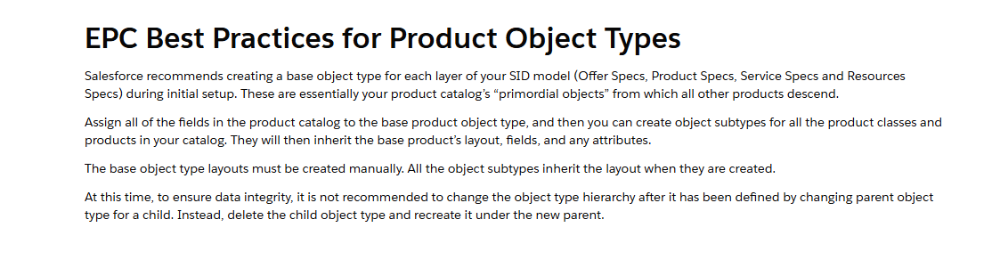 EPC Best Practices for Product Object Types
Salesforce recommends creating a base object type for each layer of your SID model (Offer Specs, Product Specs, Service Specs and Resources
Specs) during initial setup. These are essentially your product catalog’s “primordial objects” from which all other products descend.
Assign all of the fields in the product catalog to the base product object type, and then you can create object subtypes for all the product classes and
products in your catalog. They will then inherit the base product’s layout, fields, and any attributes.
The base object type layouts must be created manually. All the object subtypes inherit the layout when they are created.
At this time, to ensure data integrity, it is not recommended to change the object type hierarchy after it has been defined by changing parent object
type for a child. Instead, delete the child object type and recreate it under the new parent.